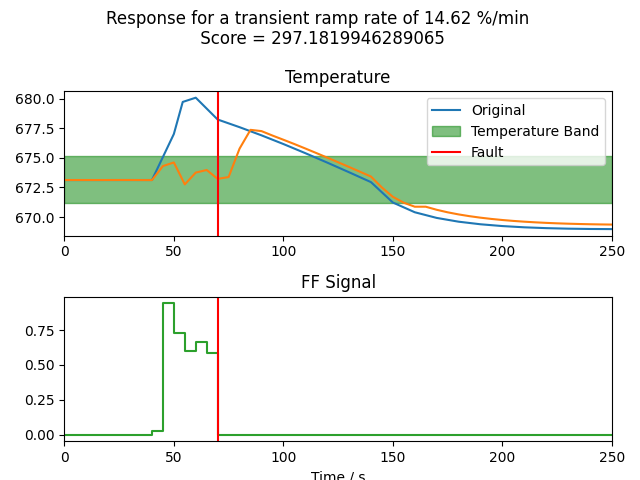 Response for a transient ramp rate of 14.62 %/min
Score = 297.1819946289065
Temperature
680.0
677.5
675.0
672.5
670.0
Original
Temperature Band
Fault
0 50 100 150 200 250
FF Signal
0.75
0.50
0.25
0.00
0 50 100 150 200 250
Time / s